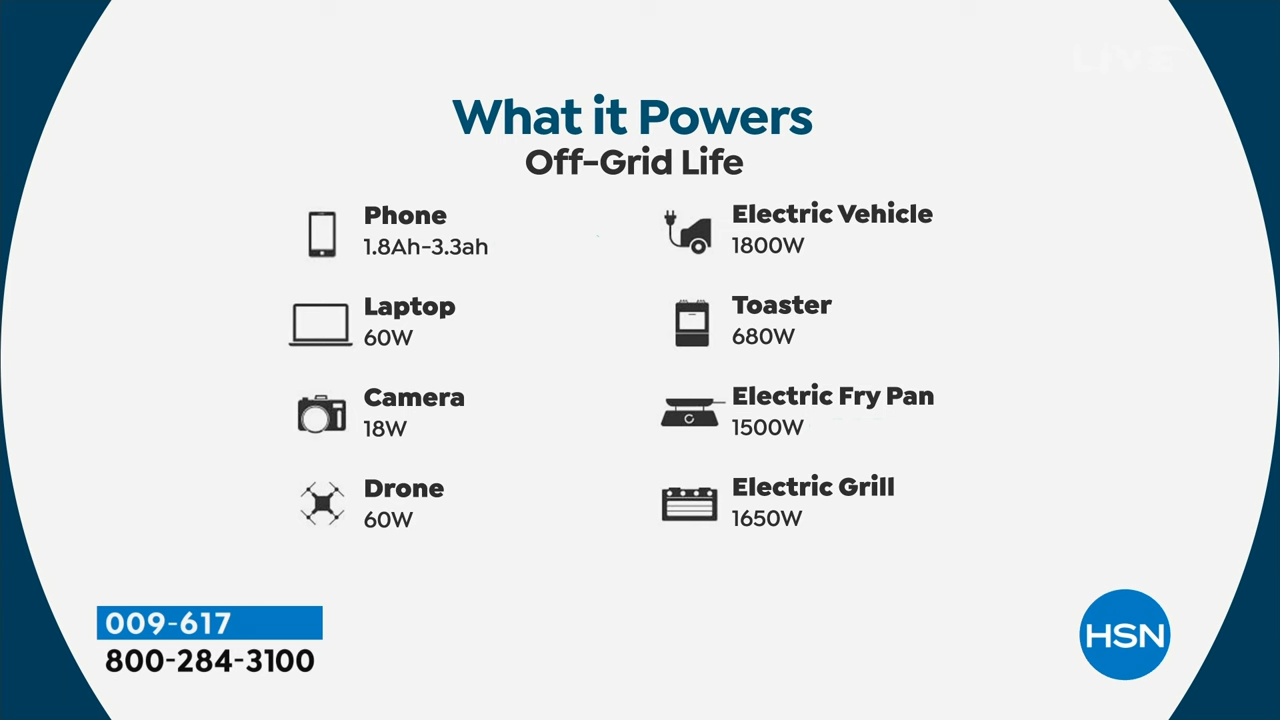 LIVE
What it Powers
Off-Grid Life
Phone
1.8Ah-3.3ah
Laptop
60W
Camera
18W
Drone
60W
Electric Vehicle
1800W
Toaster
680W
Electric Fry Pan
1500W
Electric Grill
1650W
009-617
800-284-3100
HSN